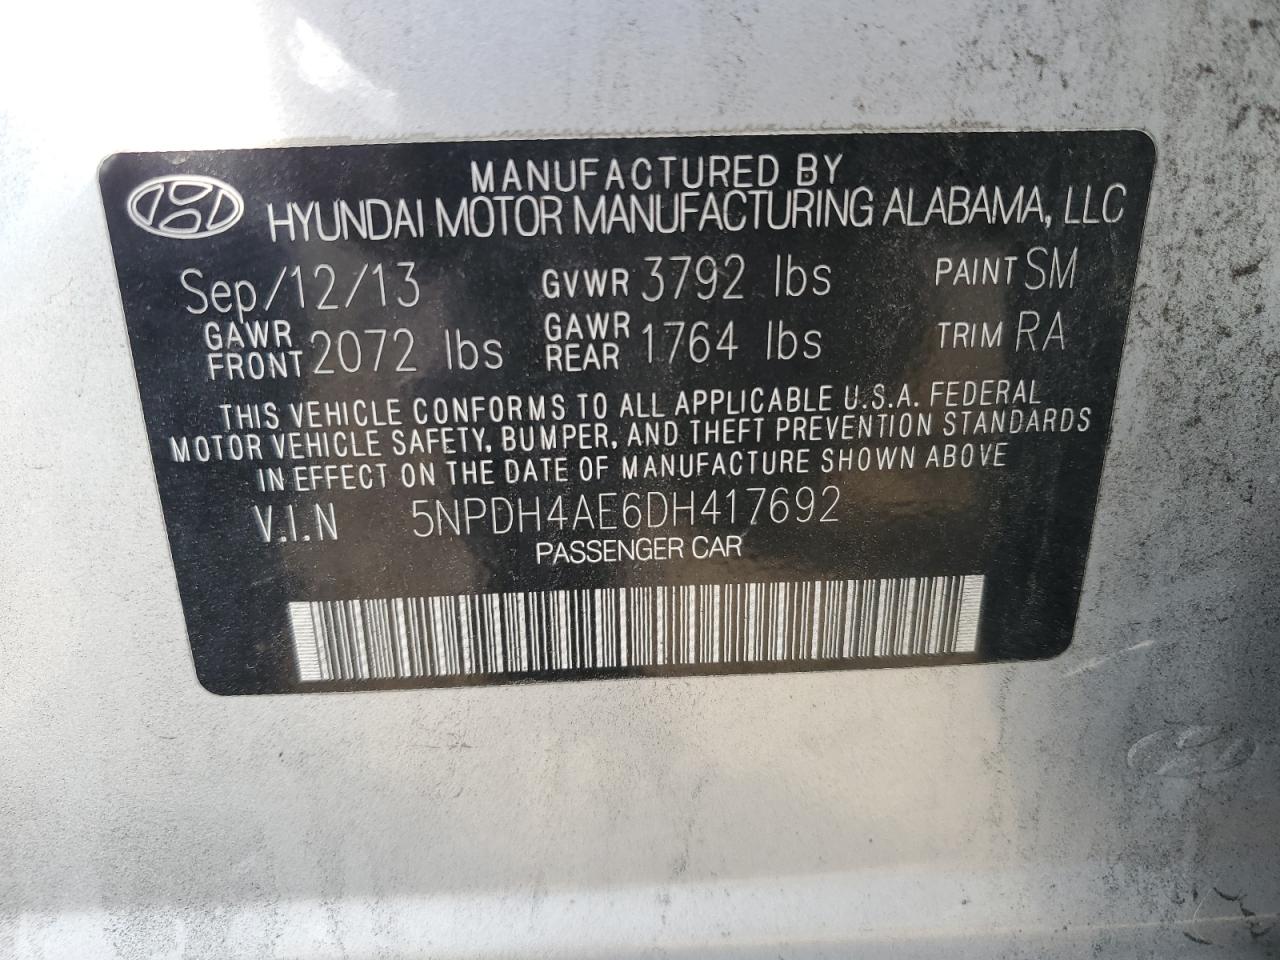 MANUFACTURED BY
HYUNDAI MOTOR MANUFACTURING ALABAMA, LLC
Sep/12/13 GVWR 3792 lbs PAINT SM
GAWR FRONT 2072 lbs GAWR REAR 1764 lbs TRIM RA
THIS VEHICLE CONFORMS TO ALL APPLICABLE U.S.A. FEDERAL
MOTOR VEHICLE SAFETY, BUMPER, AND THEFT PREVENTION STANDARDS
IN EFFECT ON THE DATE OF MANUFACTURE SHOWN ABOVE
V.I.N 5NPDH4AE6DH417692
PASSENGER CAR